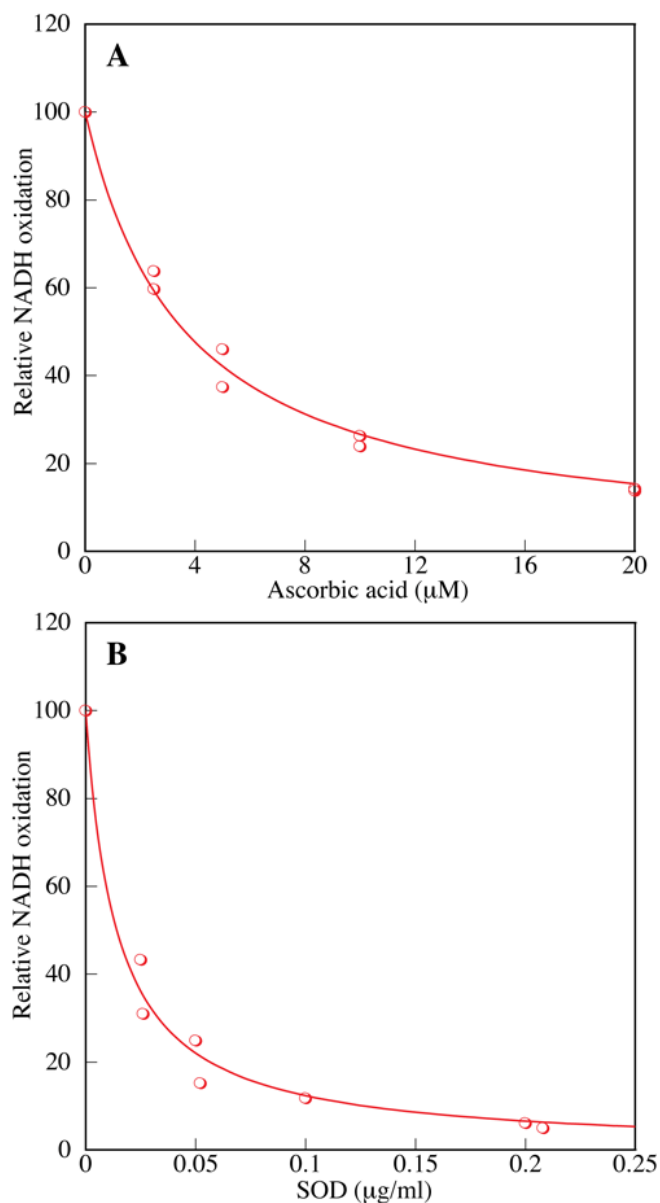 A
120
100
80
60
40
20
0
Relative NADH oxidation
0 4 8 12 16 20
Ascorbic acid (μM)
B
120
100
80
60
40
20
0
Relative NADH oxidation
0 0.05 0.1 0.15 0.2 0.25
SOD (μg/ml)